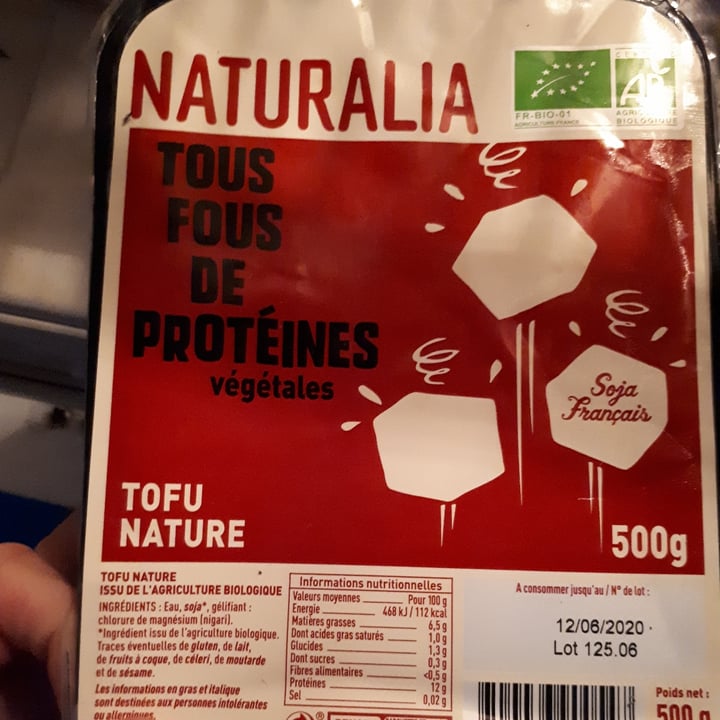 NATURALIA
FR-BIO-01
AGRICULTURE FRANCE
CERTIFIÉ
AB
AGRICULTURE
BIOLOGIQUE
TOUS
FOUS
DE
PROTÉINES
végétales
Soja
Français
TOFU
NATURE
500g
TOFU NATURE
ISSU DE L'AGRICULTURE BIOLOGIQUE
INGRÉDIENTS : Eau, soja*, gélifiant :
chlorure de magnésium (nigari).
*Ingrédient issu de l'agriculture biologique.
Traces éventuelles de gluten, de lait,
de fruits à coque, de céleri, de moutarde
et de sésame.
Les informations en gras et italique
sont destinées aux personnes intolérantes
ou allergiques.
Informations nutritionnelles
Valeurs moyennes Pour 100 g
Energie 468 kJ / 112 kcal
Matières grasses 6,5 g
Dont acides gras saturés 1,0 g
Glucides 1,3 g
Dont sucres 0,3 g
Fibres alimentaires <0,5 g
Protéines 12 g
Sel 0,02 g
A consommer jusqu'au / N° de lot :
12/06/2020
Lot 125.06
Poids net :
500 g